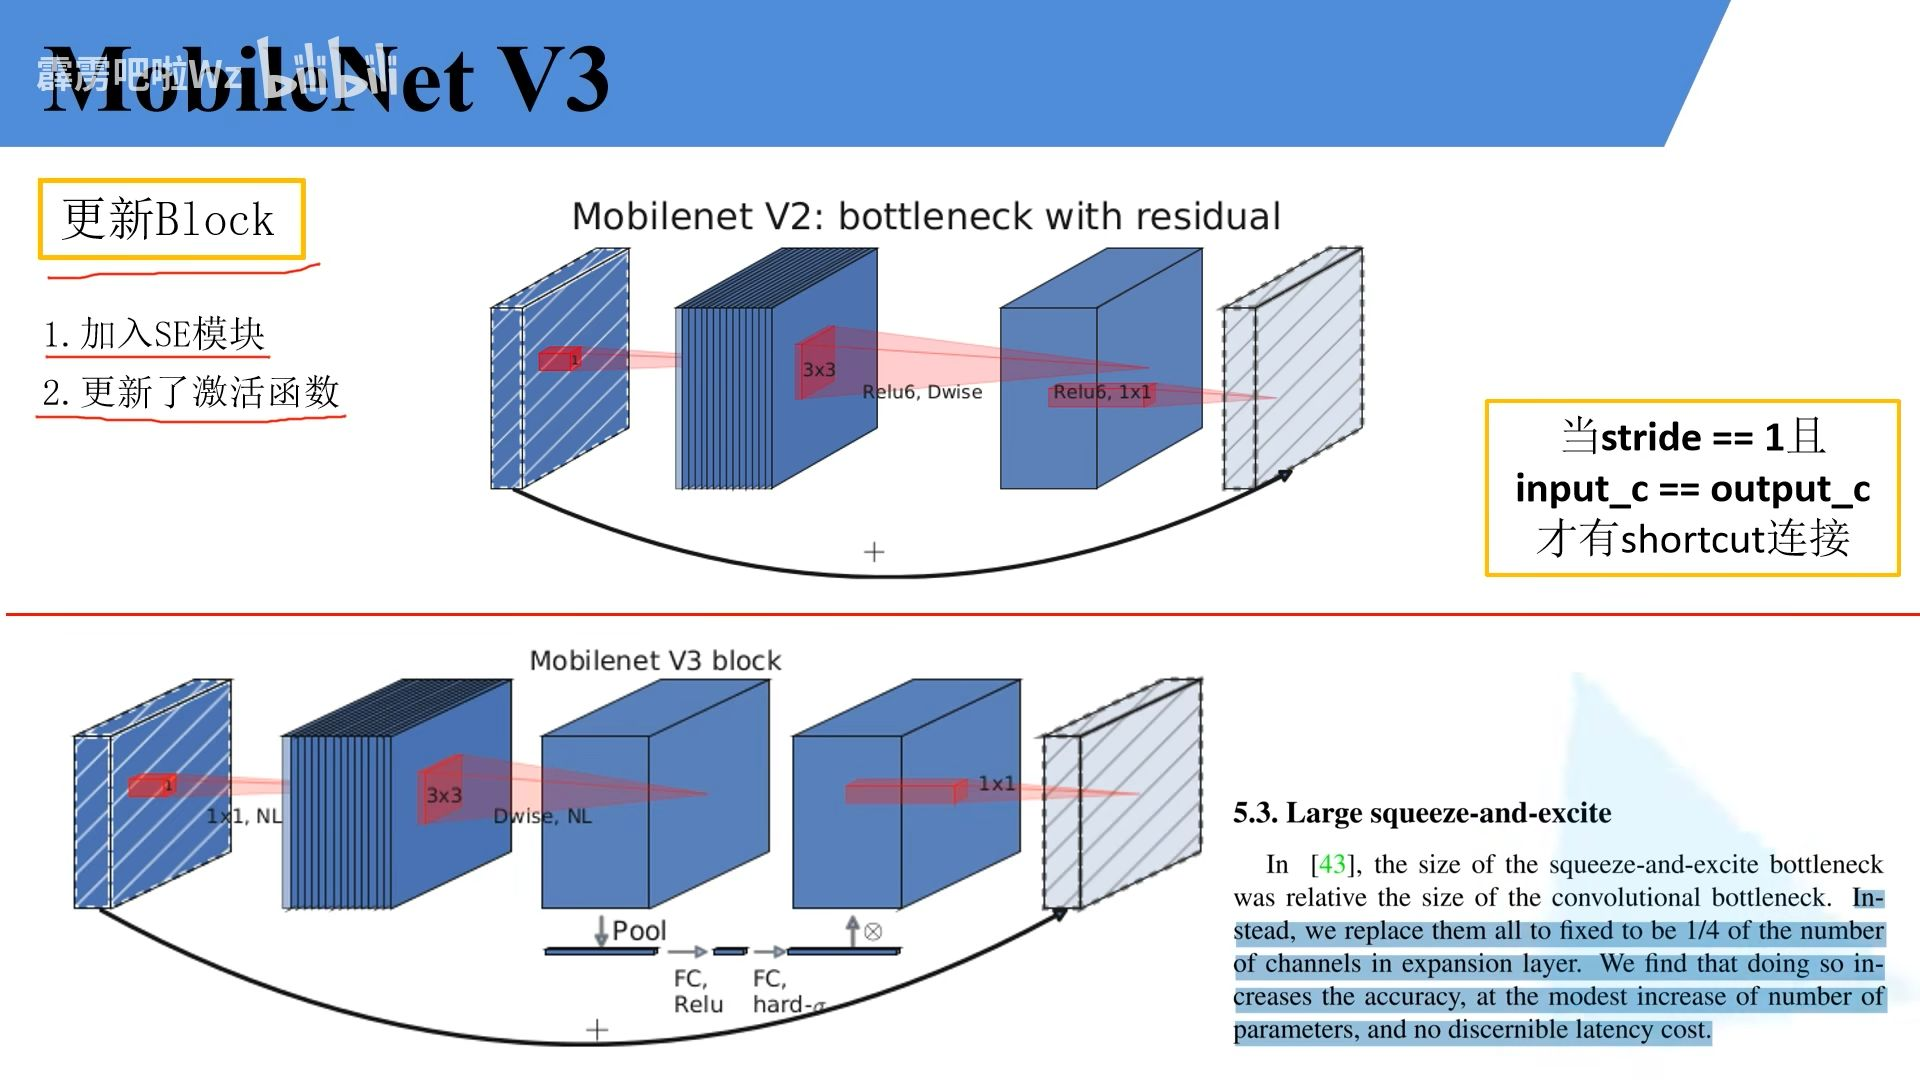 MobileNet V3
霹雳吧啦Wz bilibili
更新Block
1. 加入SE模块
2. 更新了激活函数
Mobilenet V2: bottleneck with residual
1
3x3
Relu6, Dwise
Relu6, 1x1
+
当stride == 1且
input_c == output_c
才有shortcut连接
Mobilenet V3 block
1
1x1, NL
3x3
Dwise, NL
1x1
Pool
⊗
FC,
Relu
FC,
hard-σ
+
5.3. Large squeeze-and-excite
In [43], the size of the squeeze-and-excite bottleneck
was relative the size of the convolutional bottleneck. In-
stead, we replace them all to fixed to be 1/4 of the number
of channels in expansion layer. We find that doing so in-
creases the accuracy, at the modest increase of number of
parameters, and no discernible latency cost.